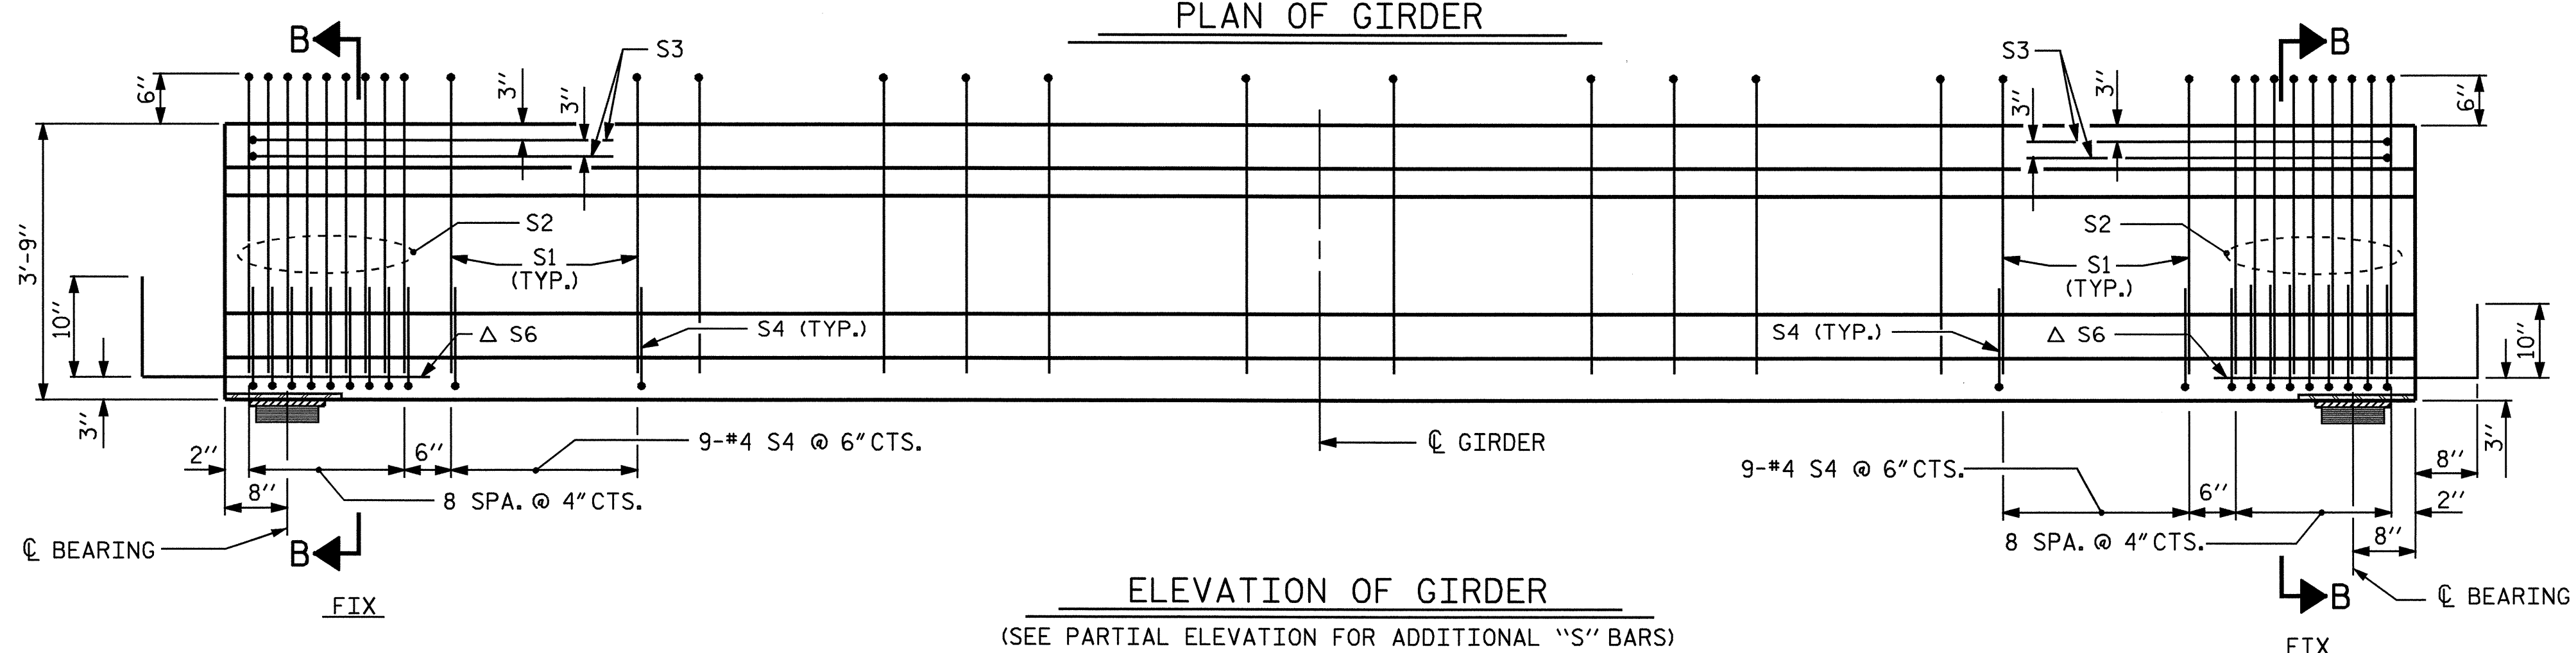 PLAN OF GIRDER
B
S3
S3
B
6"
3"
3"
3"
3"
6"
3'-9"
S2
S2
S1
(TYP.)
S1
(TYP.)
10"
△ S6
S4 (TYP.)
S4 (TYP.)
△ S6
10"
3"
9-#4 S4 @ 6" CTS.
℄ GIRDER
3"
2"
6"
9-#4 S4 @ 6" CTS.
8"
8"
8 SPA. @ 4" CTS.
6"
2"
℄ BEARING
B
8 SPA. @ 4" CTS.
8"
FIX
ELEVATION OF GIRDER
B
℄ BEARING
(SEE PARTIAL ELEVATION FOR ADDITIONAL "S" BARS)
FIX